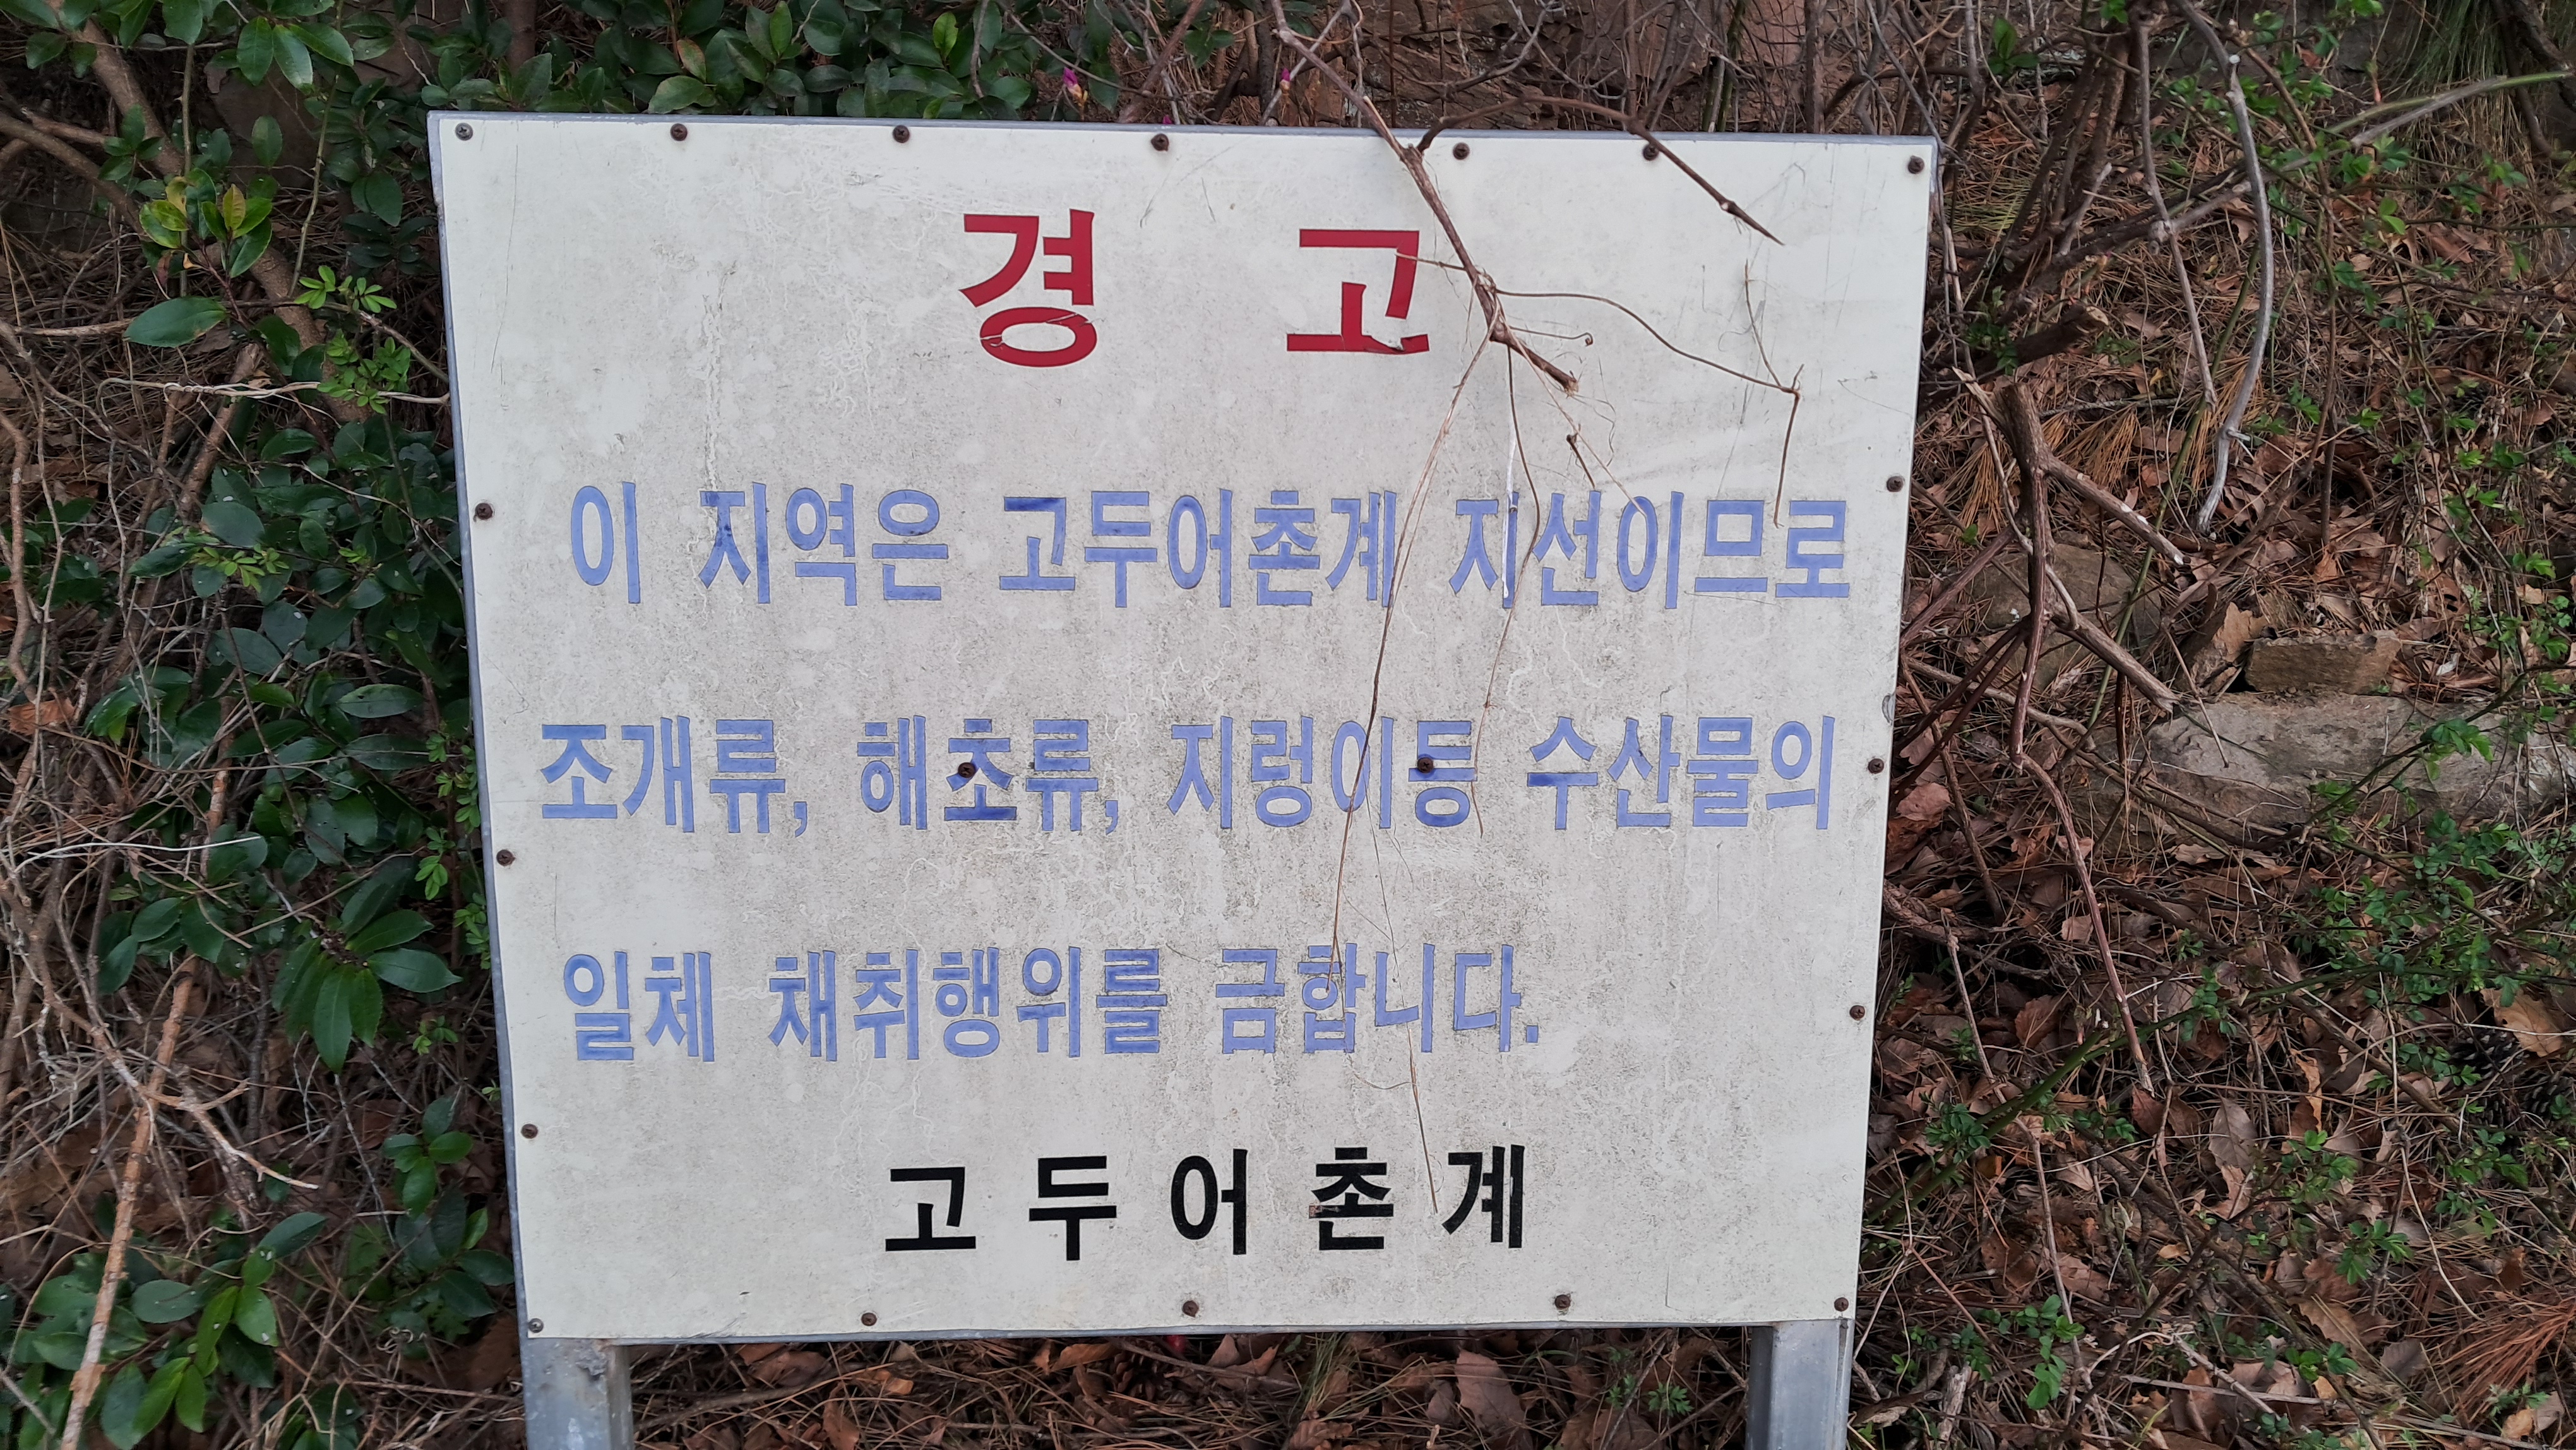 경 고
이 지역은 고두어촌계 지선이므로
조개류, 해초류, 지렁이등 수산물의
일체 채취행위를 금합니다.
고 두 어 촌 계